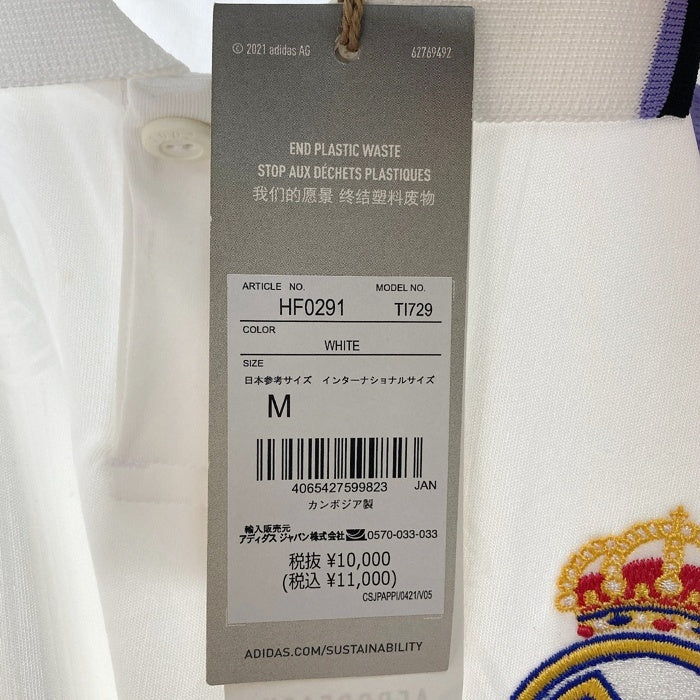 © 2021 adidas AG 62769492
END PLASTIC WASTE
STOP AUX DÉCHETS PLASTIQUES
我们的愿景 终结塑料废物
ARTICLE NO. MODEL NO.
HF0291 TI729
COLOR
WHITE
SIZE
日本参考サイズ インターナショナルサイズ
M
4065427599823 JAN
カンボジア製
輸入販売元
アディダス ジャパン株式会社 0570-033-033
税抜 ¥10,000
(税込 ¥11,000)
CSJPAPPI/0421/V05
ADIDAS.COM/SUSTAINABILITY